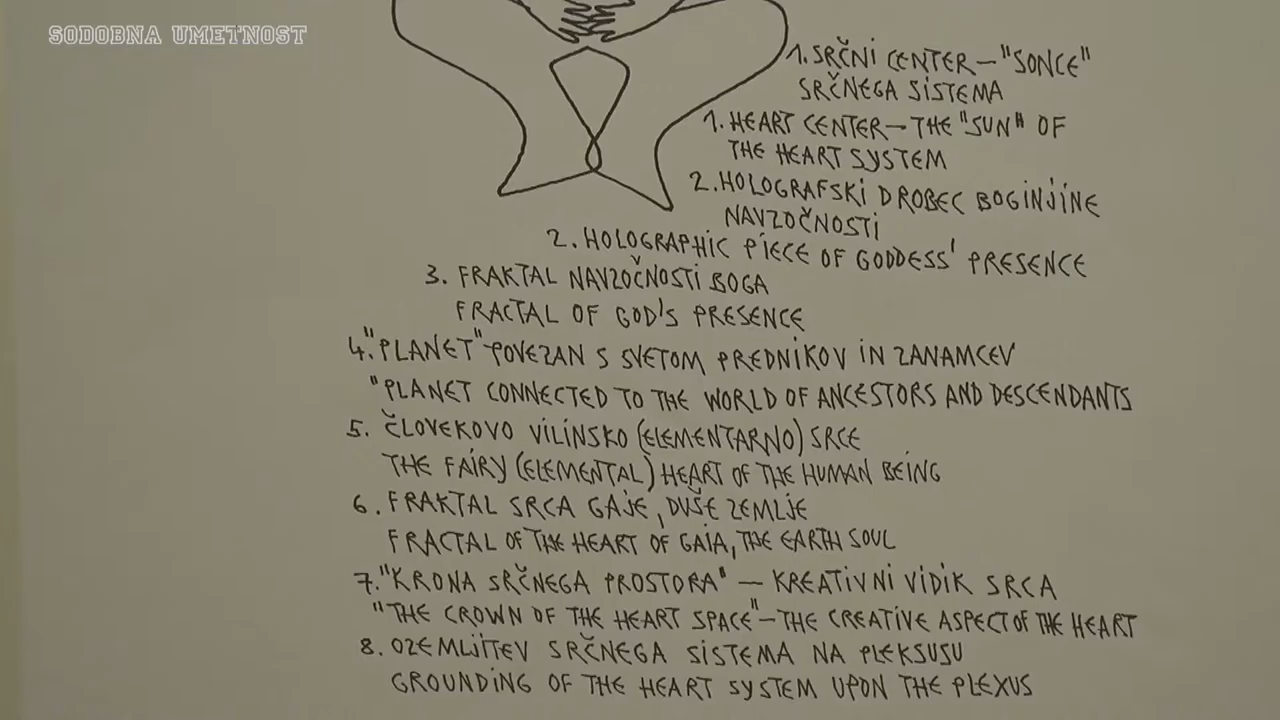 SODOBNA UMETNOST
1. SRČNI CENTER – "SONCE"
SRČNEGA SISTEMA
1. HEART CENTER – THE "SUN" OF
THE HEART SYSTEM
2. HOLOGRAFSKI DROBEC BOGINJINE
NAVZOČNOSTI
2. HOLOGRAPHIC PIECE OF GODDESS' PRESENCE
3. FRAKTAL NAVZOČNOSTI BOGA
FRACTAL OF GOD'S PRESENCE
4. "PLANET" POVEZAN S SVETOM PREDNIKOV IN ZANAMCEV
"PLANET CONNECTED TO THE WORLD OF ANCESTORS AND DESCENDANTS
5. ČLOVEKOVO VILINSKO (ELEMENTARNO) SRCE
THE FAIRY (ELEMENTAL) HEART OF THE HUMAN BEING
6. FRAKTAL SRCA GAJE, DUŠE ZEMLJE
FRACTAL OF THE HEART OF GAIA, THE EARTH SOUL
7. "KRONA SRČNEGA PROSTORA" – KREATIVNI VIDIK SRCA
"THE CROWN OF THE HEART SPACE" – THE CREATIVE ASPECT OF THE HEART
8. OZEMLJITEV SRČNEGA SISTEMA NA PLEKSUSU
GROUNDING OF THE HEART SYSTEM UPON THE PLEXUS